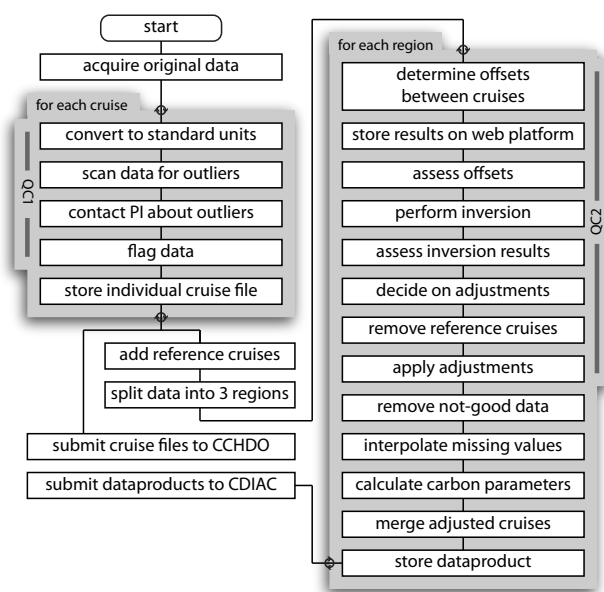 start
acquire original data
for each cruise
QC1
convert to standard units
scan data for outliers
contact PI about outliers
flag data
store individual cruise file
add reference cruises
split data into 3 regions
submit cruise files to CCHDO
submit dataproducts to CDIAC
for each region
QC2
determine offsets
between cruises
store results on web platform
assess offsets
perform inversion
assess inversion results
decide on adjustments
remove reference cruises
apply adjustments
remove not-good data
interpolate missing values
calculate carbon parameters
merge adjusted cruises
store dataproduct